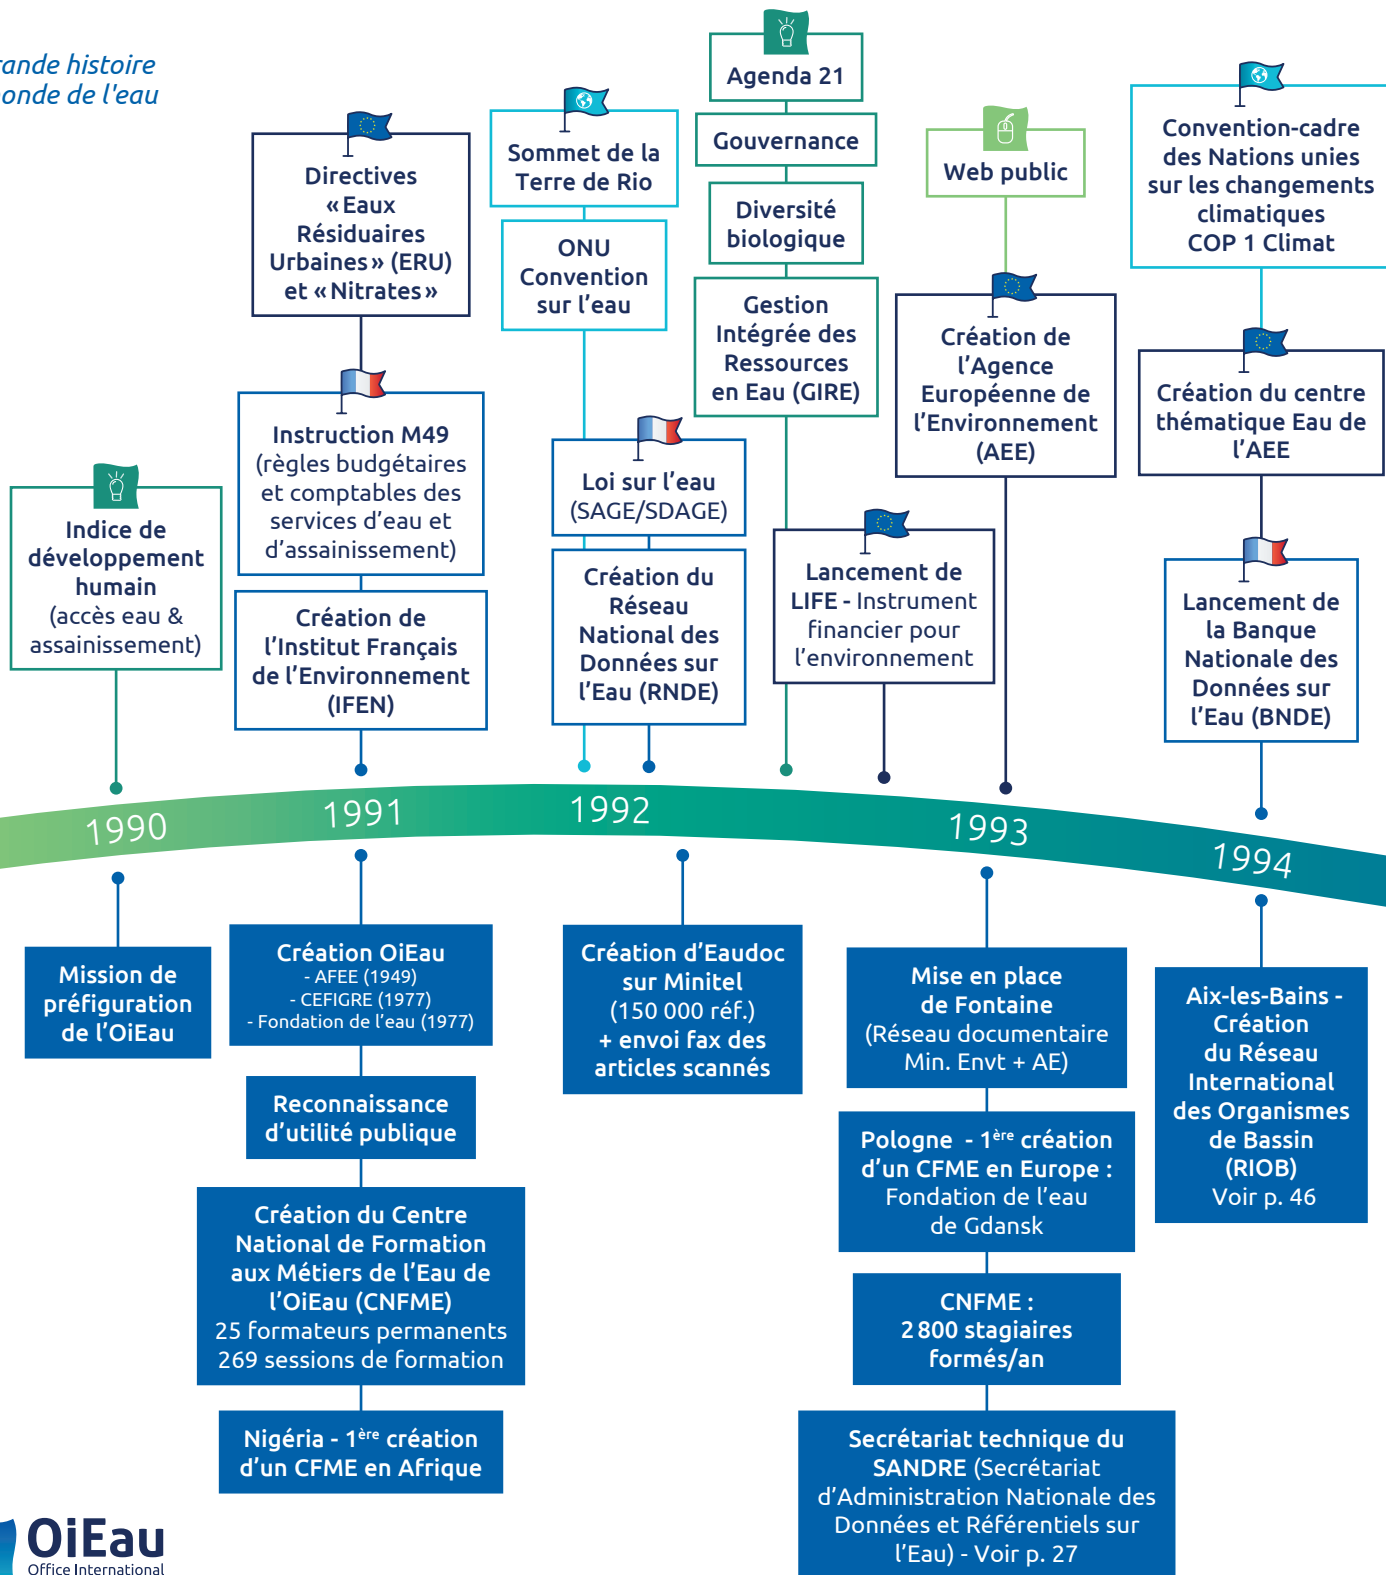 rande histoire
onde de l'eau
Indice de
développement
humain
(accès eau &
assainissement)
Directives
« Eaux
Résiduaires
Urbaines » (ERU)
et « Nitrates »
Instruction M49
(règles budgétaires
et comptables des
services d'eau et
d'assainissement)
Création de
l'Institut Français
de l'Environnement
(IFEN)
Sommet de la
Terre de Rio
ONU
Convention
sur l'eau
Loi sur l'eau
(SAGE/SDAGE)
Création du
Réseau
National des
Données sur
l'Eau (RNDE)
Agenda 21
Gouvernance
Diversité
biologique
Gestion
Intégrée des
Ressources
en Eau (GIRE)
Lancement de
LIFE - Instrument
financier pour
l'environnement
Web public
Création de
l'Agence
Européenne de
l'Environnement
(AEE)
Convention-cadre
des Nations unies
sur les changements
climatiques
COP 1 Climat
Création du centre
thématique Eau de
l'AEE
Lancement de
la Banque
Nationale des
Données sur
l'Eau (BNDE)
1990
1991
1992
1993
1994
Mission de
préfiguration
de l'OiEau
Création OiEau
- AFEE (1949)
- CEFIGRE (1977)
- Fondation de l'eau (1977)
Reconnaissance
d'utilité publique
Création du Centre
National de Formation
aux Métiers de l'Eau de
l'OiEau (CNFME)
25 formateurs permanents
269 sessions de formation
Nigéria - 1ère création
d'un CFME en Afrique
Création d'Eaudoc
sur Minitel
(150 000 réf.)
+ envoi fax des
articles scannés
Mise en place
de Fontaine
(Réseau documentaire
Min. Envt + AE)
Pologne - 1ère création
d'un CFME en Europe :
Fondation de l'eau
de Gdansk
CNFME :
2 800 stagiaires
formés/an
Secrétariat technique du
SANDRE (Secrétariat
d'Administration Nationale des
Données et Référentiels sur
l'Eau) - Voir p. 27
Aix-les-Bains -
Création
du Réseau
International
des Organismes
de Bassin
(RIOB)
Voir p. 46
OiEau
Office International